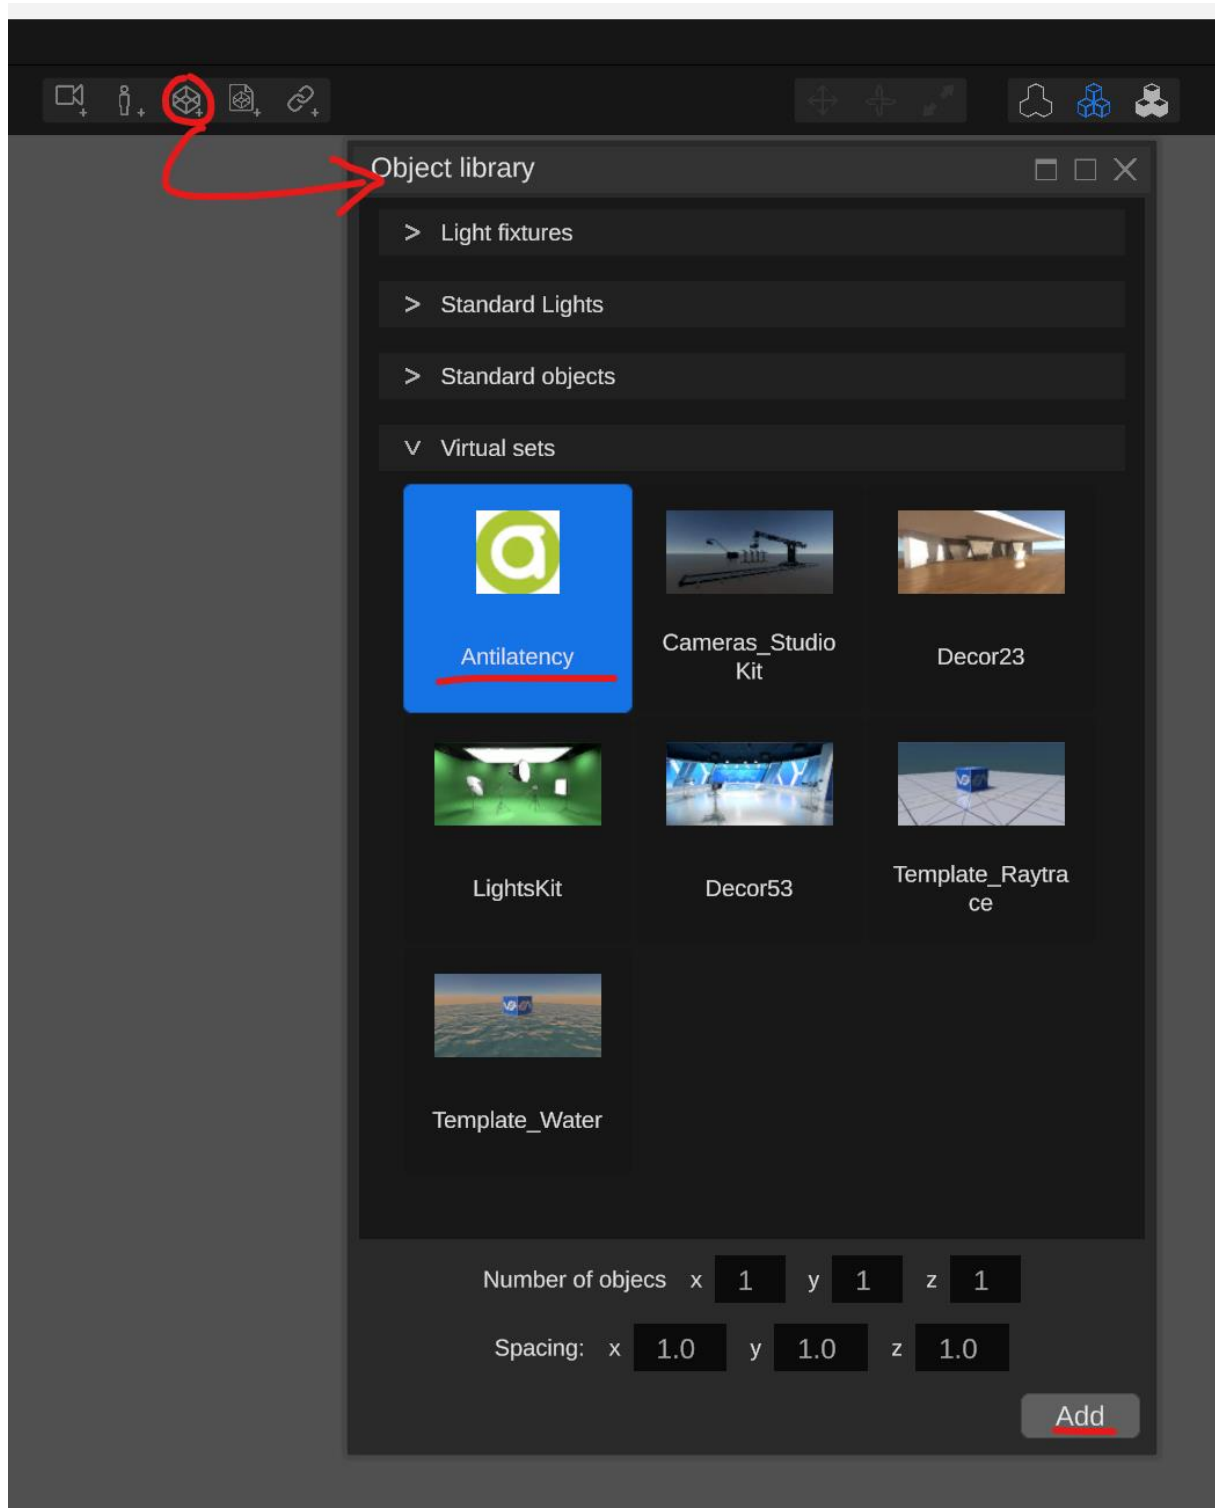 Object library
> Light fixtures
> Standard Lights
> Standard objects
V Virtual sets
Antilatency
Cameras_Studio
Kit
Decor23
LightsKit
Decor53
Template_Raytra
ce
Template_Water
Number of objecs x 1 y 1 z 1
Spacing: x 1.0 y 1.0 z 1.0
Add